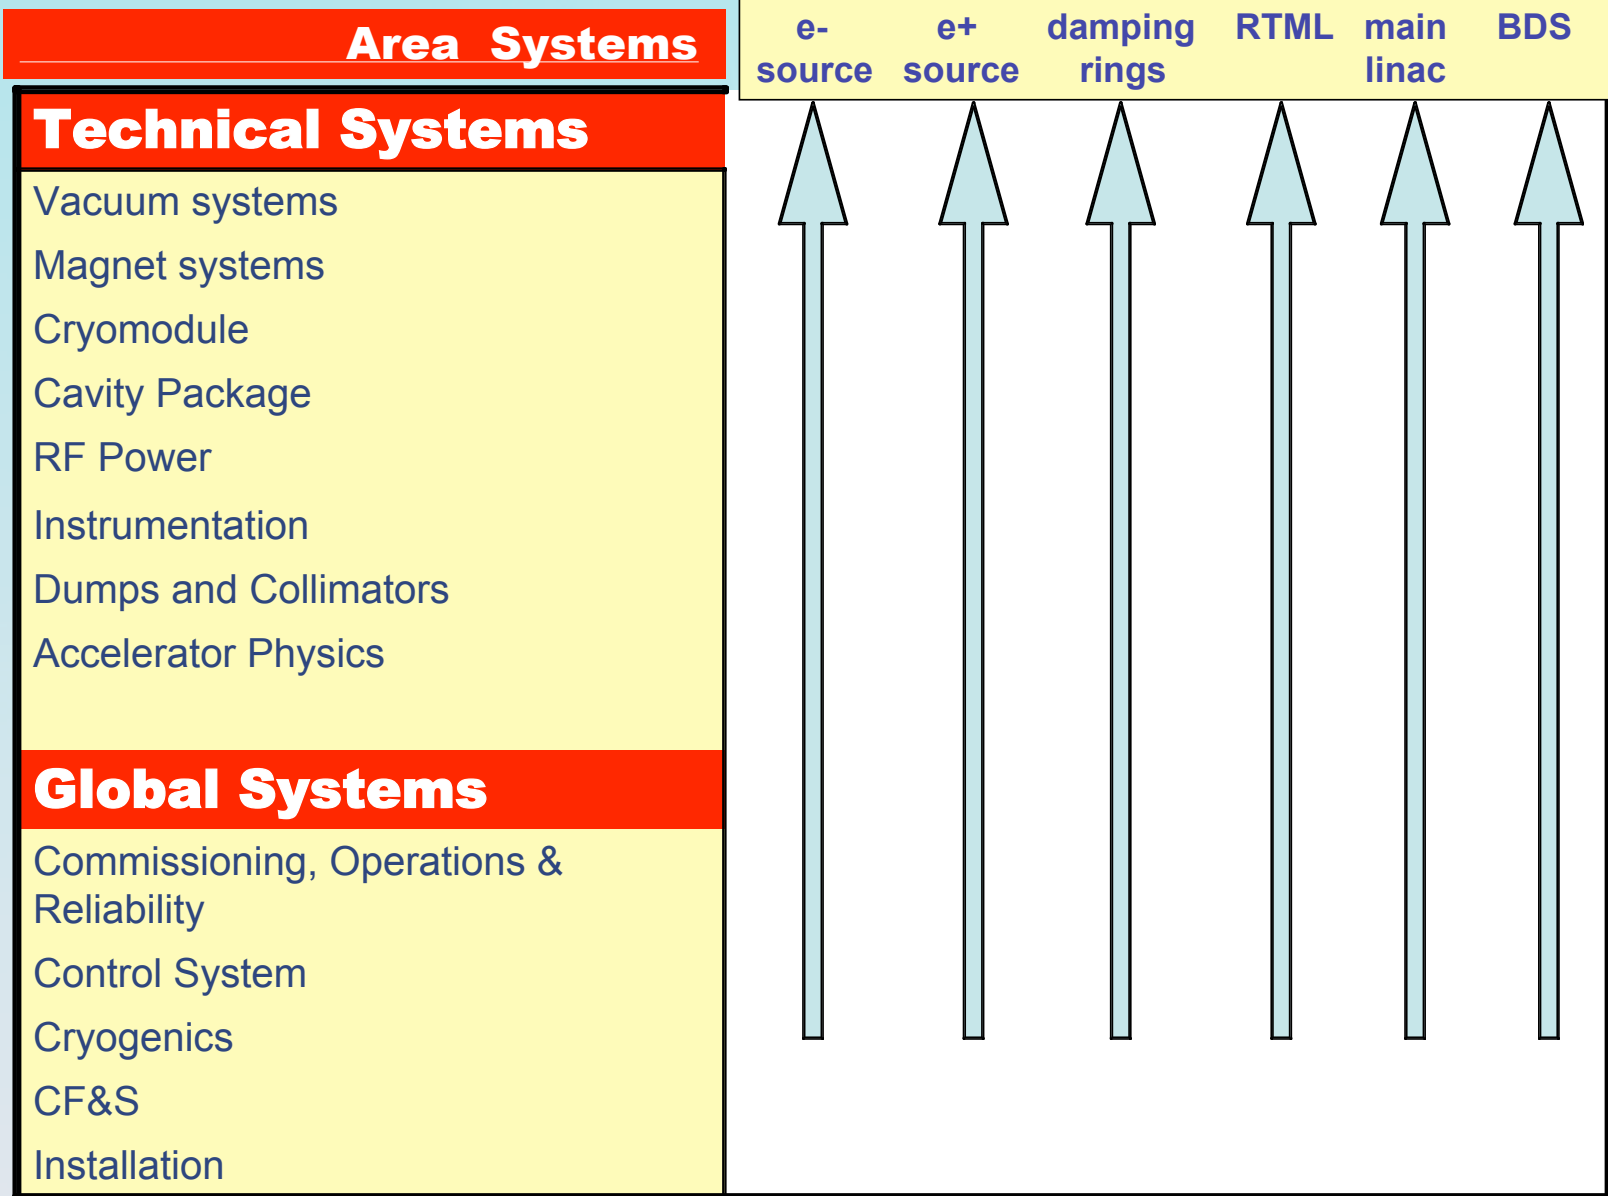 Area Systems
e- source
e+ source
damping rings
RTML
main linac
BDS
Technical Systems
Vacuum systems
Magnet systems
Cryomodule
Cavity Package
RF Power
Instrumentation
Dumps and Collimators
Accelerator Physics
Global Systems
Commissioning, Operations &
Reliability
Control System
Cryogenics
CF&S
Installation